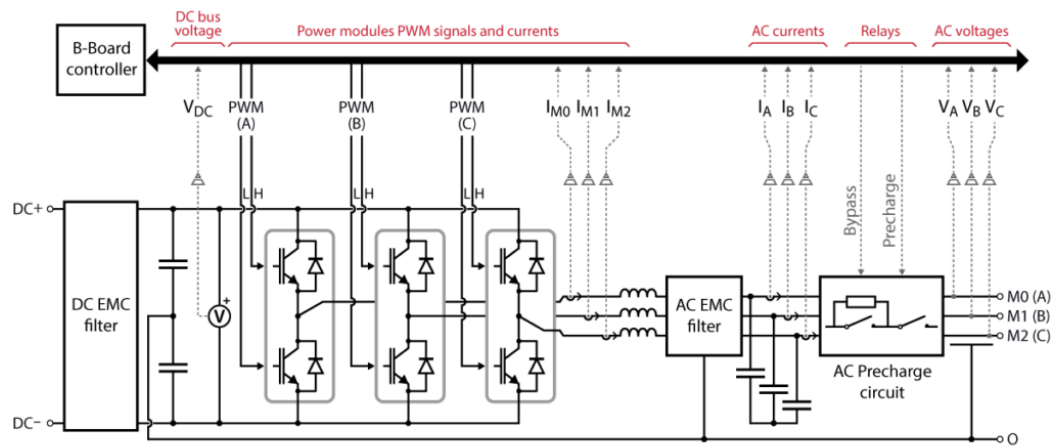 DC bus
voltage
Power modules PWM signals and currents
AC currents
Relays
AC voltages
B-Board
controller
V_DC
PWM
(A)
PWM
(B)
PWM
(C)
I_M0
I_M1
I_M2
I_A
I_B
I_C
Bypass
Precharge
V_A
V_B
V_C
L H
L H
L H
DC+
DC EMC
filter
+
V
AC EMC
filter
M0 (A)
M1 (B)
M2 (C)
AC Precharge
circuit
DC−
O